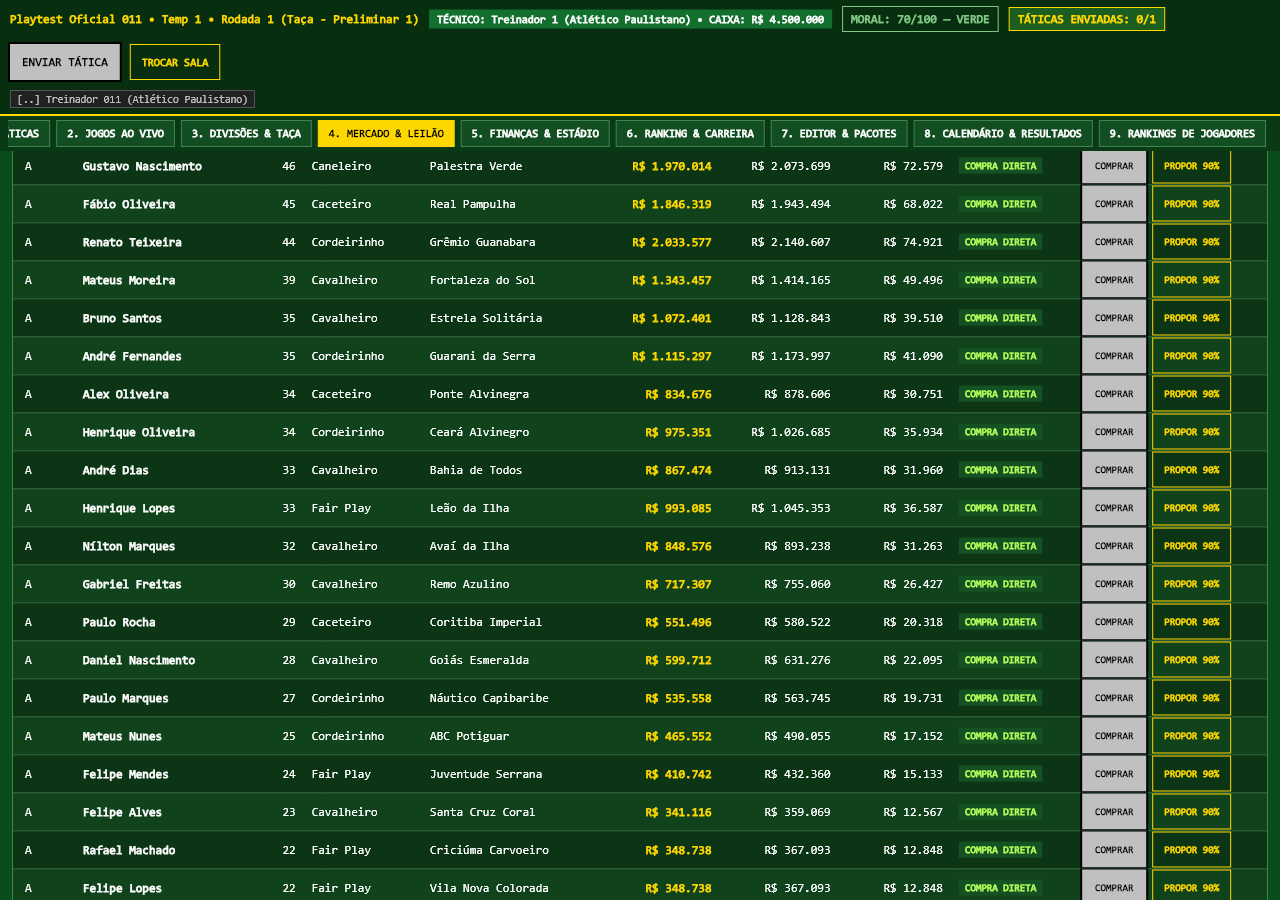 Playtest Oficial 011 • Temp 1 • Rodada 1 (Taça - Preliminar 1) TÉCNICO: Treinador 1 (Atlético Paulistano) • CAIXA: R$ 4.500.000 MORAL: 70/100 — VERDE TÁTICAS ENVIADAS: 0/1
ENVIAR TÁTICA TROCAR SALA
[..] Treinador 011 (Atlético Paulistano)
TICAS 2. JOGOS AO VIVO 3. DIVISÕES & TAÇA 4. MERCADO & LEILÃO 5. FINANÇAS & ESTÁDIO 6. RANKING & CARREIRA 7. EDITOR & PACOTES 8. CALENDÁRIO & RESULTADOS 9. RANKINGS DE JOGADORES
A Gustavo Nascimento 46 Caneleiro Palestra Verde R$ 1.970.014 R$ 2.073.699 R$ 72.579 COMPRA DIRETA COMPRAR PROPOR 90%
A Fábio Oliveira 45 Caceteiro Real Pampulha R$ 1.846.319 R$ 1.943.494 R$ 68.022 COMPRA DIRETA COMPRAR PROPOR 90%
A Renato Teixeira 44 Cordeirinho Grêmio Guanabara R$ 2.033.577 R$ 2.140.607 R$ 74.921 COMPRA DIRETA COMPRAR PROPOR 90%
A Mateus Moreira 39 Cavalheiro Fortaleza do Sol R$ 1.343.457 R$ 1.414.165 R$ 49.496 COMPRA DIRETA COMPRAR PROPOR 90%
A Bruno Santos 35 Cavalheiro Estrela Solitária R$ 1.072.401 R$ 1.128.843 R$ 39.510 COMPRA DIRETA COMPRAR PROPOR 90%
A André Fernandes 35 Cordeirinho Guarani da Serra R$ 1.115.297 R$ 1.173.997 R$ 41.090 COMPRA DIRETA COMPRAR PROPOR 90%
A Alex Oliveira 34 Caceteiro Ponte Alvinegra R$ 834.676 R$ 878.606 R$ 30.751 COMPRA DIRETA COMPRAR PROPOR 90%
A Henrique Oliveira 34 Cordeirinho Ceará Alvinegro R$ 975.351 R$ 1.026.685 R$ 35.934 COMPRA DIRETA COMPRAR PROPOR 90%
A André Dias 33 Cavalheiro Bahia de Todos R$ 867.474 R$ 913.131 R$ 31.960 COMPRA DIRETA COMPRAR PROPOR 90%
A Henrique Lopes 33 Fair Play Leão da Ilha R$ 993.085 R$ 1.045.353 R$ 36.587 COMPRA DIRETA COMPRAR PROPOR 90%
A Nílton Marques 32 Cavalheiro Avaí da Ilha R$ 848.576 R$ 893.238 R$ 31.263 COMPRA DIRETA COMPRAR PROPOR 90%
A Gabriel Freitas 30 Cavalheiro Remo Azulino R$ 717.307 R$ 755.060 R$ 26.427 COMPRA DIRETA COMPRAR PROPOR 90%
A Paulo Rocha 29 Caceteiro Coritiba Imperial R$ 551.496 R$ 580.522 R$ 20.318 COMPRA DIRETA COMPRAR PROPOR 90%
A Daniel Nascimento 28 Cavalheiro Goiás Esmeralda R$ 599.712 R$ 631.276 R$ 22.095 COMPRA DIRETA COMPRAR PROPOR 90%
A Paulo Marques 27 Cordeirinho Náutico Capibaribe R$ 535.558 R$ 563.745 R$ 19.731 COMPRA DIRETA COMPRAR PROPOR 90%
A Mateus Nunes 25 Cordeirinho ABC Potiguar R$ 465.552 R$ 490.055 R$ 17.152 COMPRA DIRETA COMPRAR PROPOR 90%
A Felipe Mendes 24 Fair Play Juventude Serrana R$ 410.742 R$ 432.360 R$ 15.133 COMPRA DIRETA COMPRAR PROPOR 90%
A Felipe Alves 23 Cavalheiro Santa Cruz Coral R$ 341.116 R$ 359.069 R$ 12.567 COMPRA DIRETA COMPRAR PROPOR 90%
A Rafael Machado 22 Fair Play Criciúma Carvoeiro R$ 348.738 R$ 367.093 R$ 12.848 COMPRA DIRETA COMPRAR PROPOR 90%
A Felipe Lopes 22 Fair Play Vila Nova Colorada R$ 348.738 R$ 367.093 R$ 12.848 COMPRA DIRETA COMPRAR PROPOR 90%